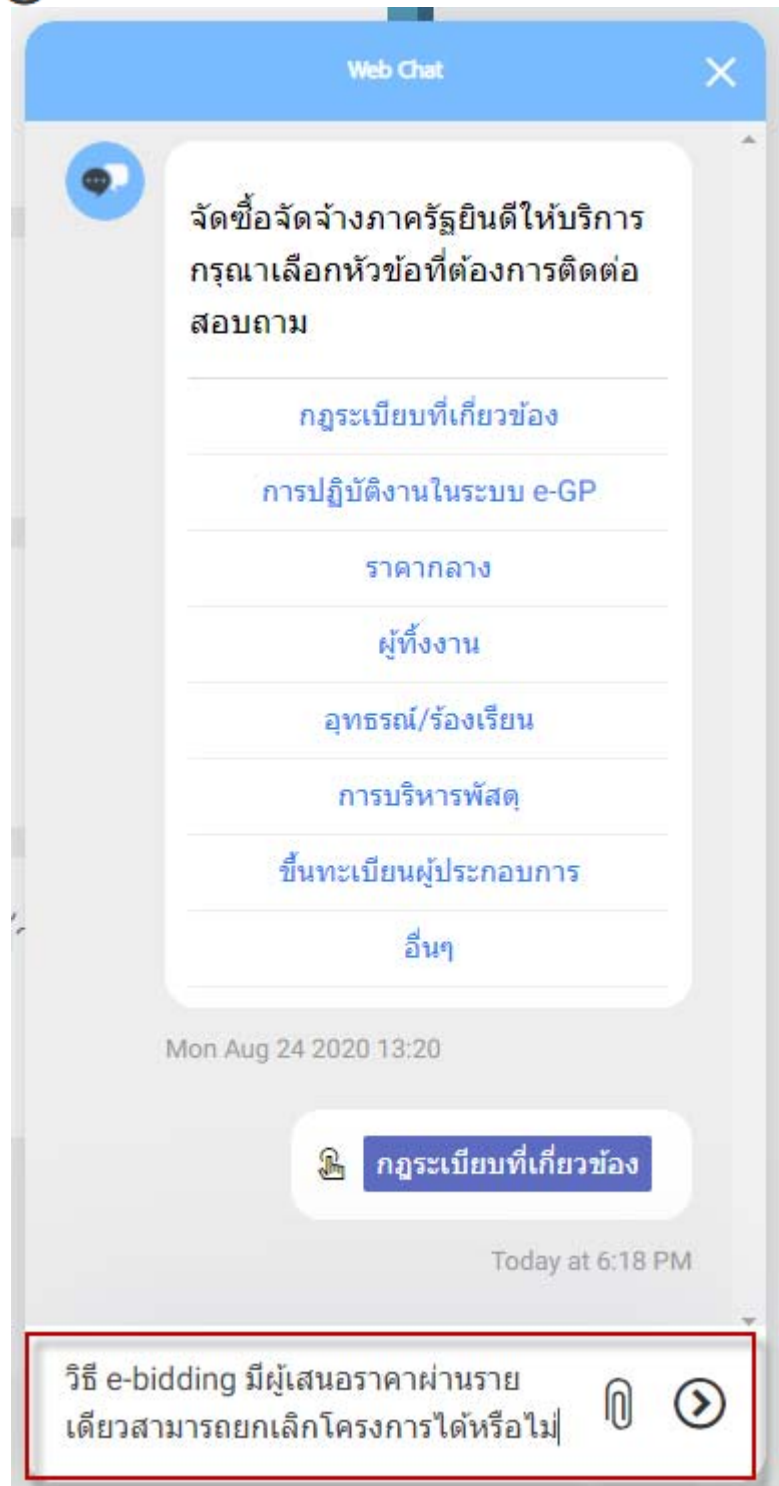 Web Chat
จัดซื้อจัดจ้างภาครัฐยินดีให้บริการ
กรุณาเลือกหัวข้อที่ต้องการติดต่อ
สอบถาม
กฎระเบียบที่เกี่ยวข้อง
การปฏิบัติงานในระบบ e-GP
ราคากลาง
ผู้ทิ้งงาน
อุทธรณ์/ร้องเรียน
การบริหารพัสดุ
ขึ้นทะเบียนผู้ประกอบการ
อื่นๆ
Mon Aug 24 2020 13:20
กฎระเบียบที่เกี่ยวข้อง
Today at 6:18 PM
วิธี e-bidding มีผู้เสนอราคาผ่านราย
เดียวสามารถยกเลิกโครงการได้หรือไม่